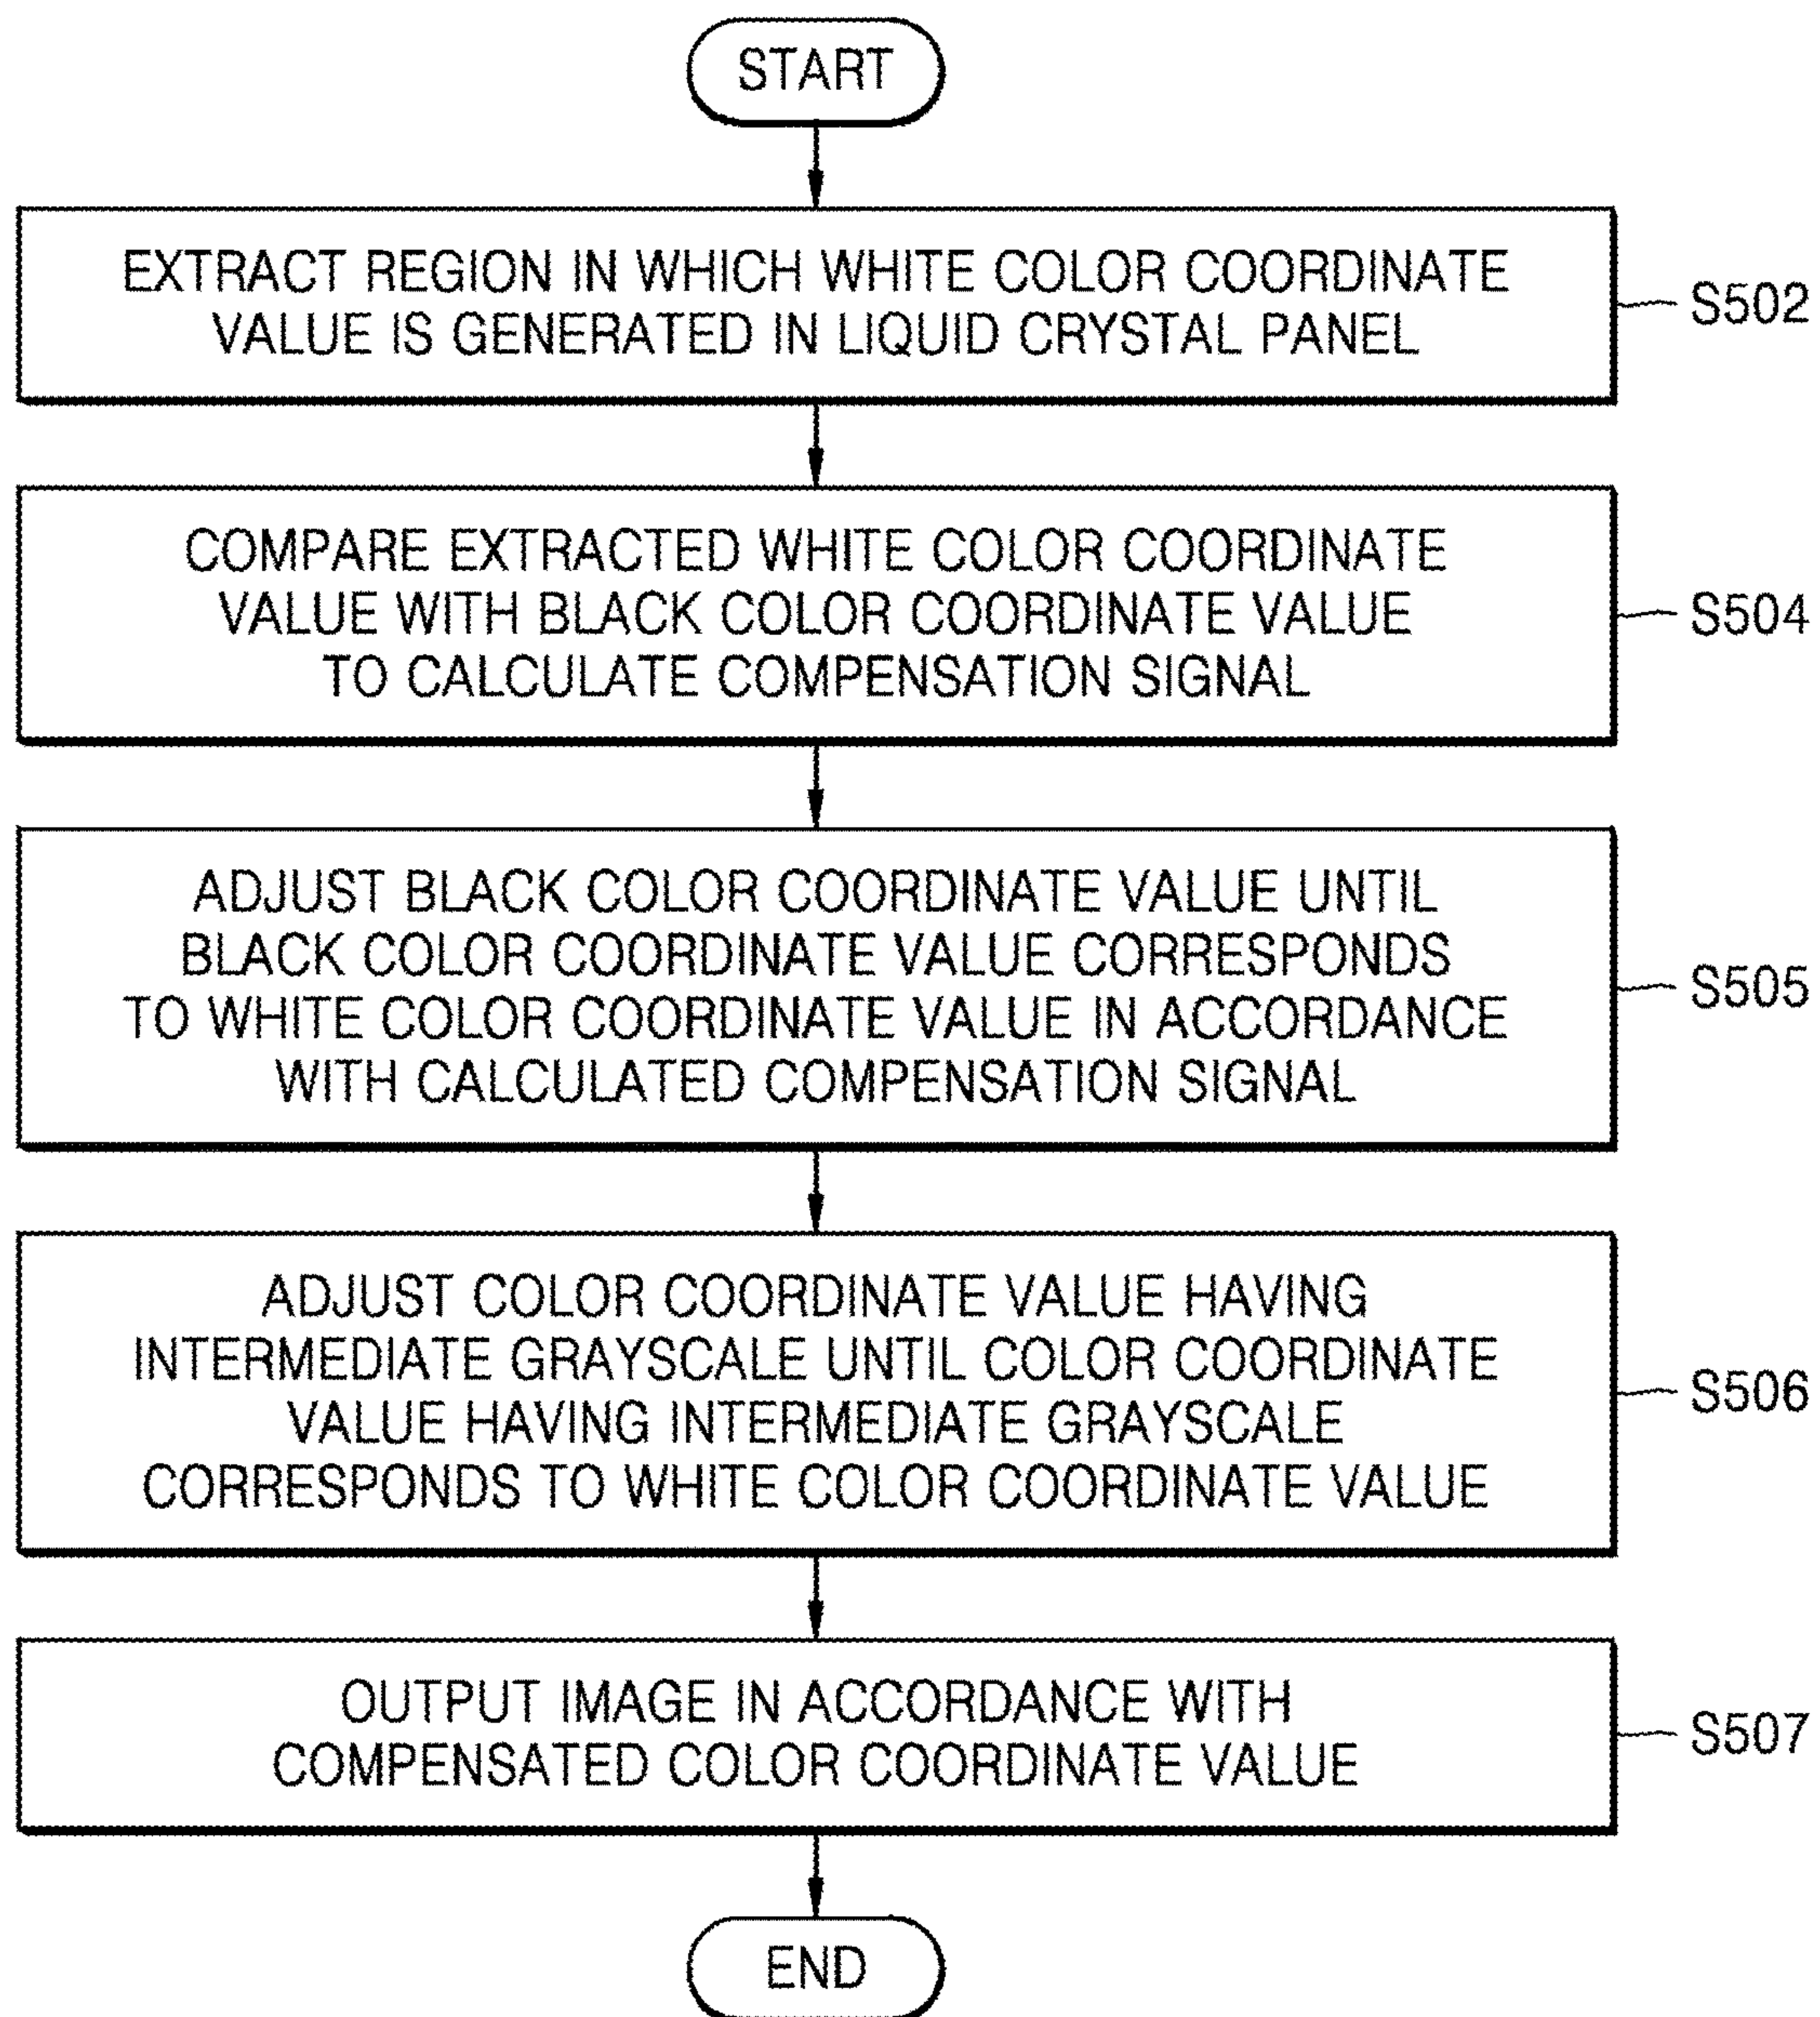 START
EXTRACT REGION IN WHICH WHITE COLOR COORDINATE
VALUE IS GENERATED IN LIQUID CRYSTAL PANEL
S502
COMPARE EXTRACTED WHITE COLOR COORDINATE
VALUE WITH BLACK COLOR COORDINATE VALUE
TO CALCULATE COMPENSATION SIGNAL
S504
ADJUST BLACK COLOR COORDINATE VALUE UNTIL
BLACK COLOR COORDINATE VALUE CORRESPONDS
TO WHITE COLOR COORDINATE VALUE IN ACCORDANCE
WITH CALCULATED COMPENSATION SIGNAL
S505
ADJUST COLOR COORDINATE VALUE HAVING
INTERMEDIATE GRAYSCALE UNTIL COLOR COORDINATE
VALUE HAVING INTERMEDIATE GRAYSCALE
CORRESPONDS TO WHITE COLOR COORDINATE VALUE
S506
OUTPUT IMAGE IN ACCORDANCE WITH
COMPENSATED COLOR COORDINATE VALUE
S507
END